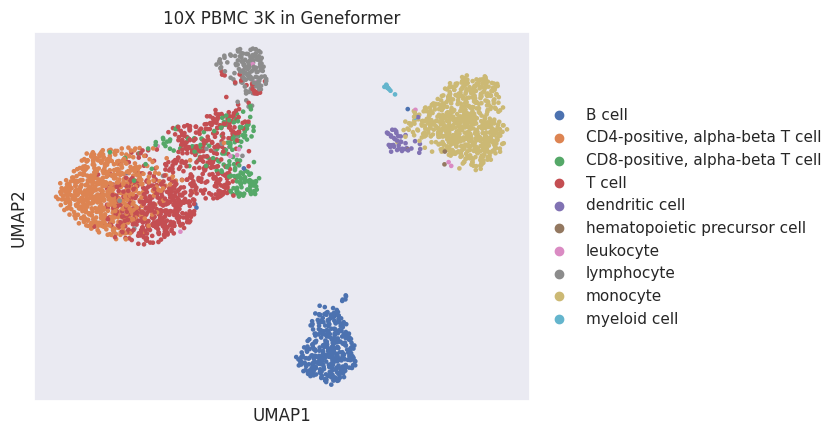 10X PBMC 3K in Geneformer
UMAP2
UMAP1
B cell
CD4-positive, alpha-beta T cell
CD8-positive, alpha-beta T cell
T cell
dendritic cell
hematopoietic precursor cell
leukocyte
lymphocyte
monocyte
myeloid cell